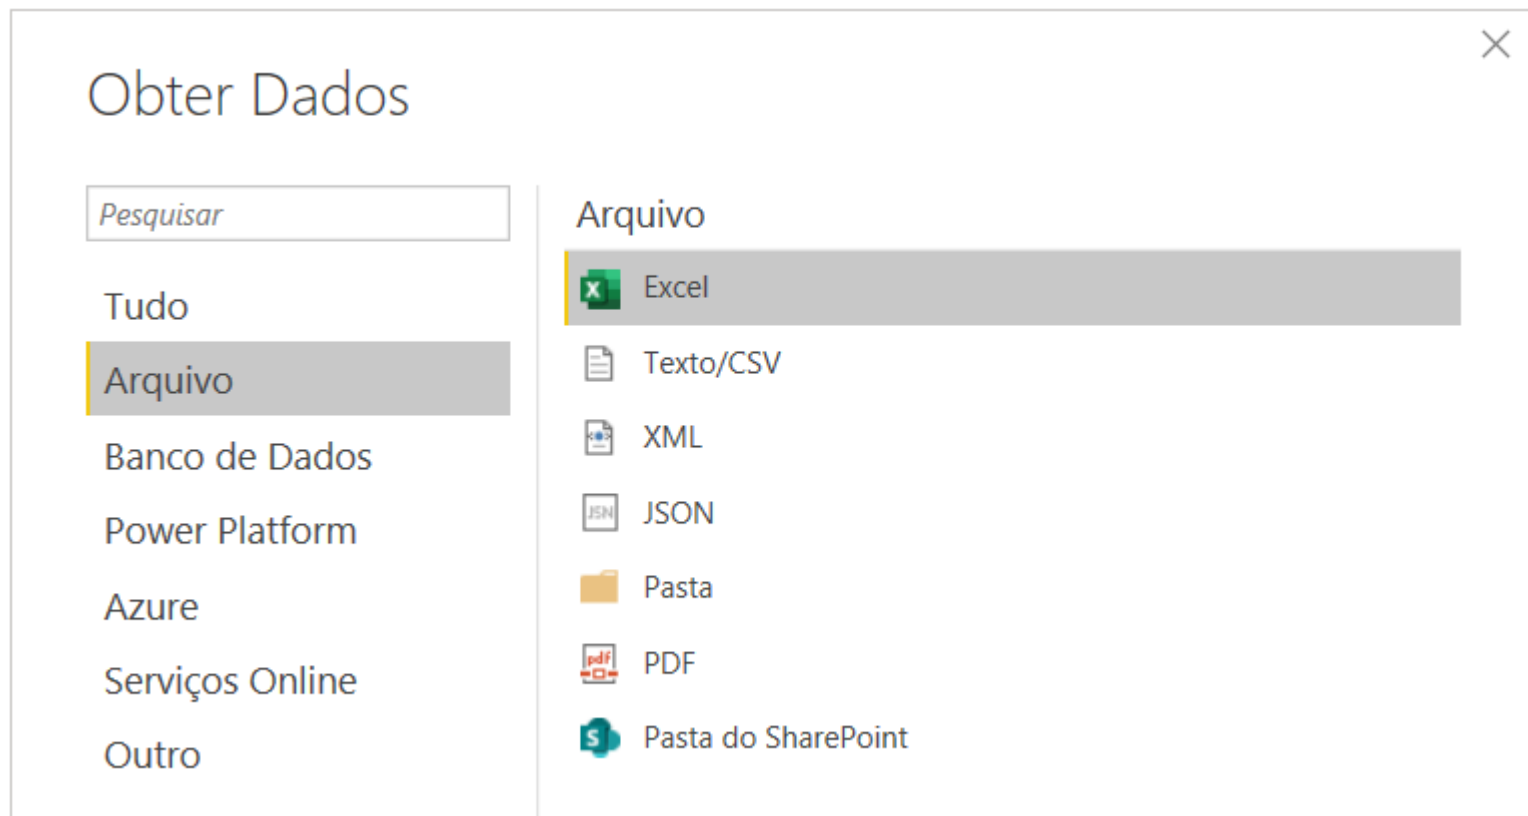 Obter Dados
Pesquisar
Tudo
Arquivo
Banco de Dados
Power Platform
Azure
Serviços Online
Outro
Arquivo
Excel
Texto/CSV
XML
JSON
Pasta
PDF
Pasta do SharePoint